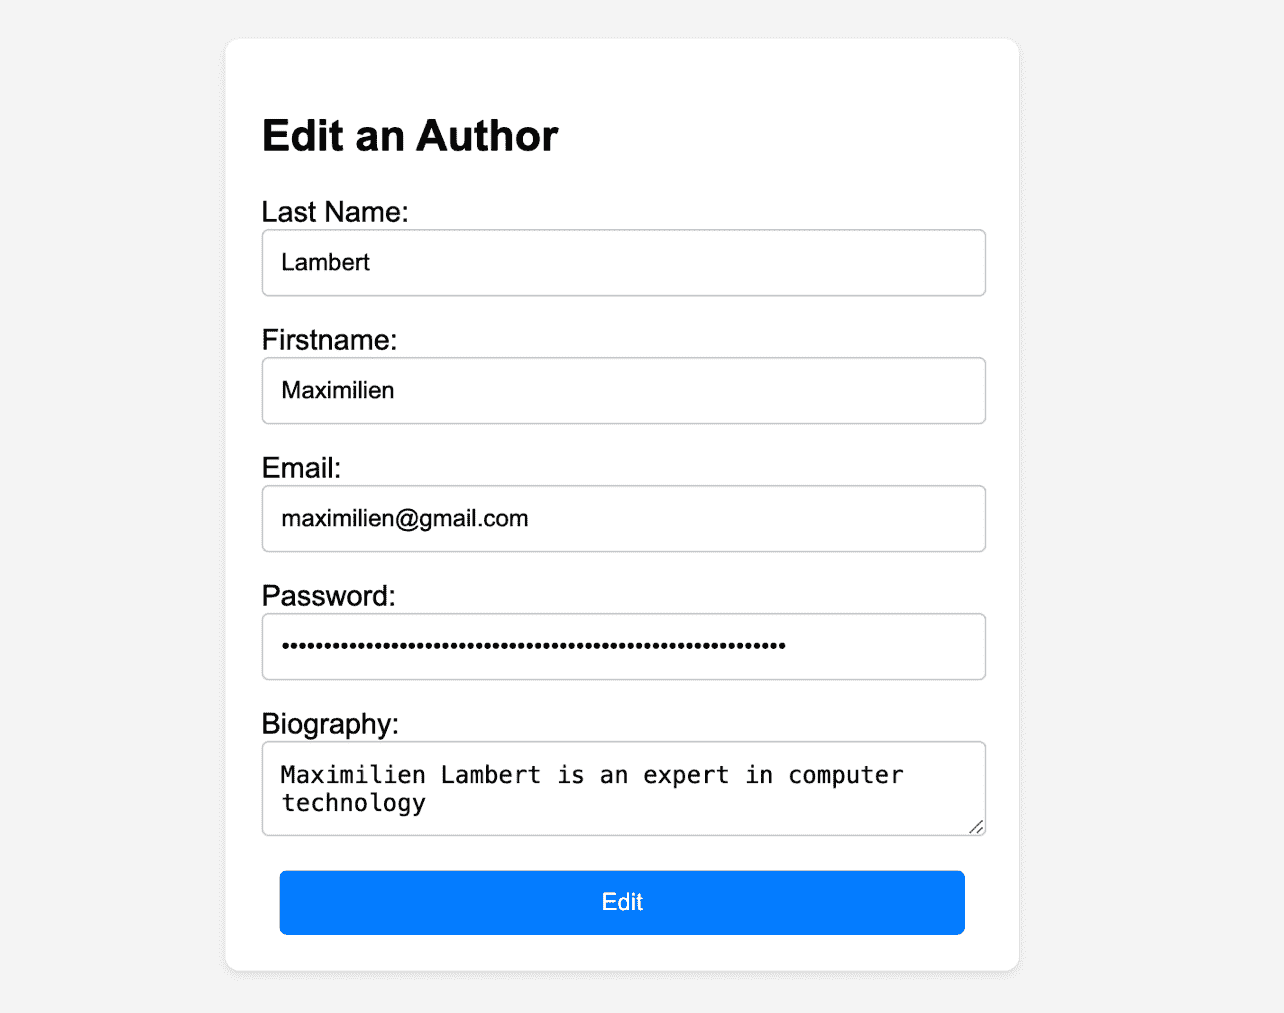 Edit an Author
Last Name:
Lambert
Firstname:
Maximilien
Email:
maximilien@gmail.com
Password:
••••••••••••••••••••••••••••••••••••••••••••••••••••••••••••
Biography:
Maximilien Lambert is an expert in computer
technology
Edit